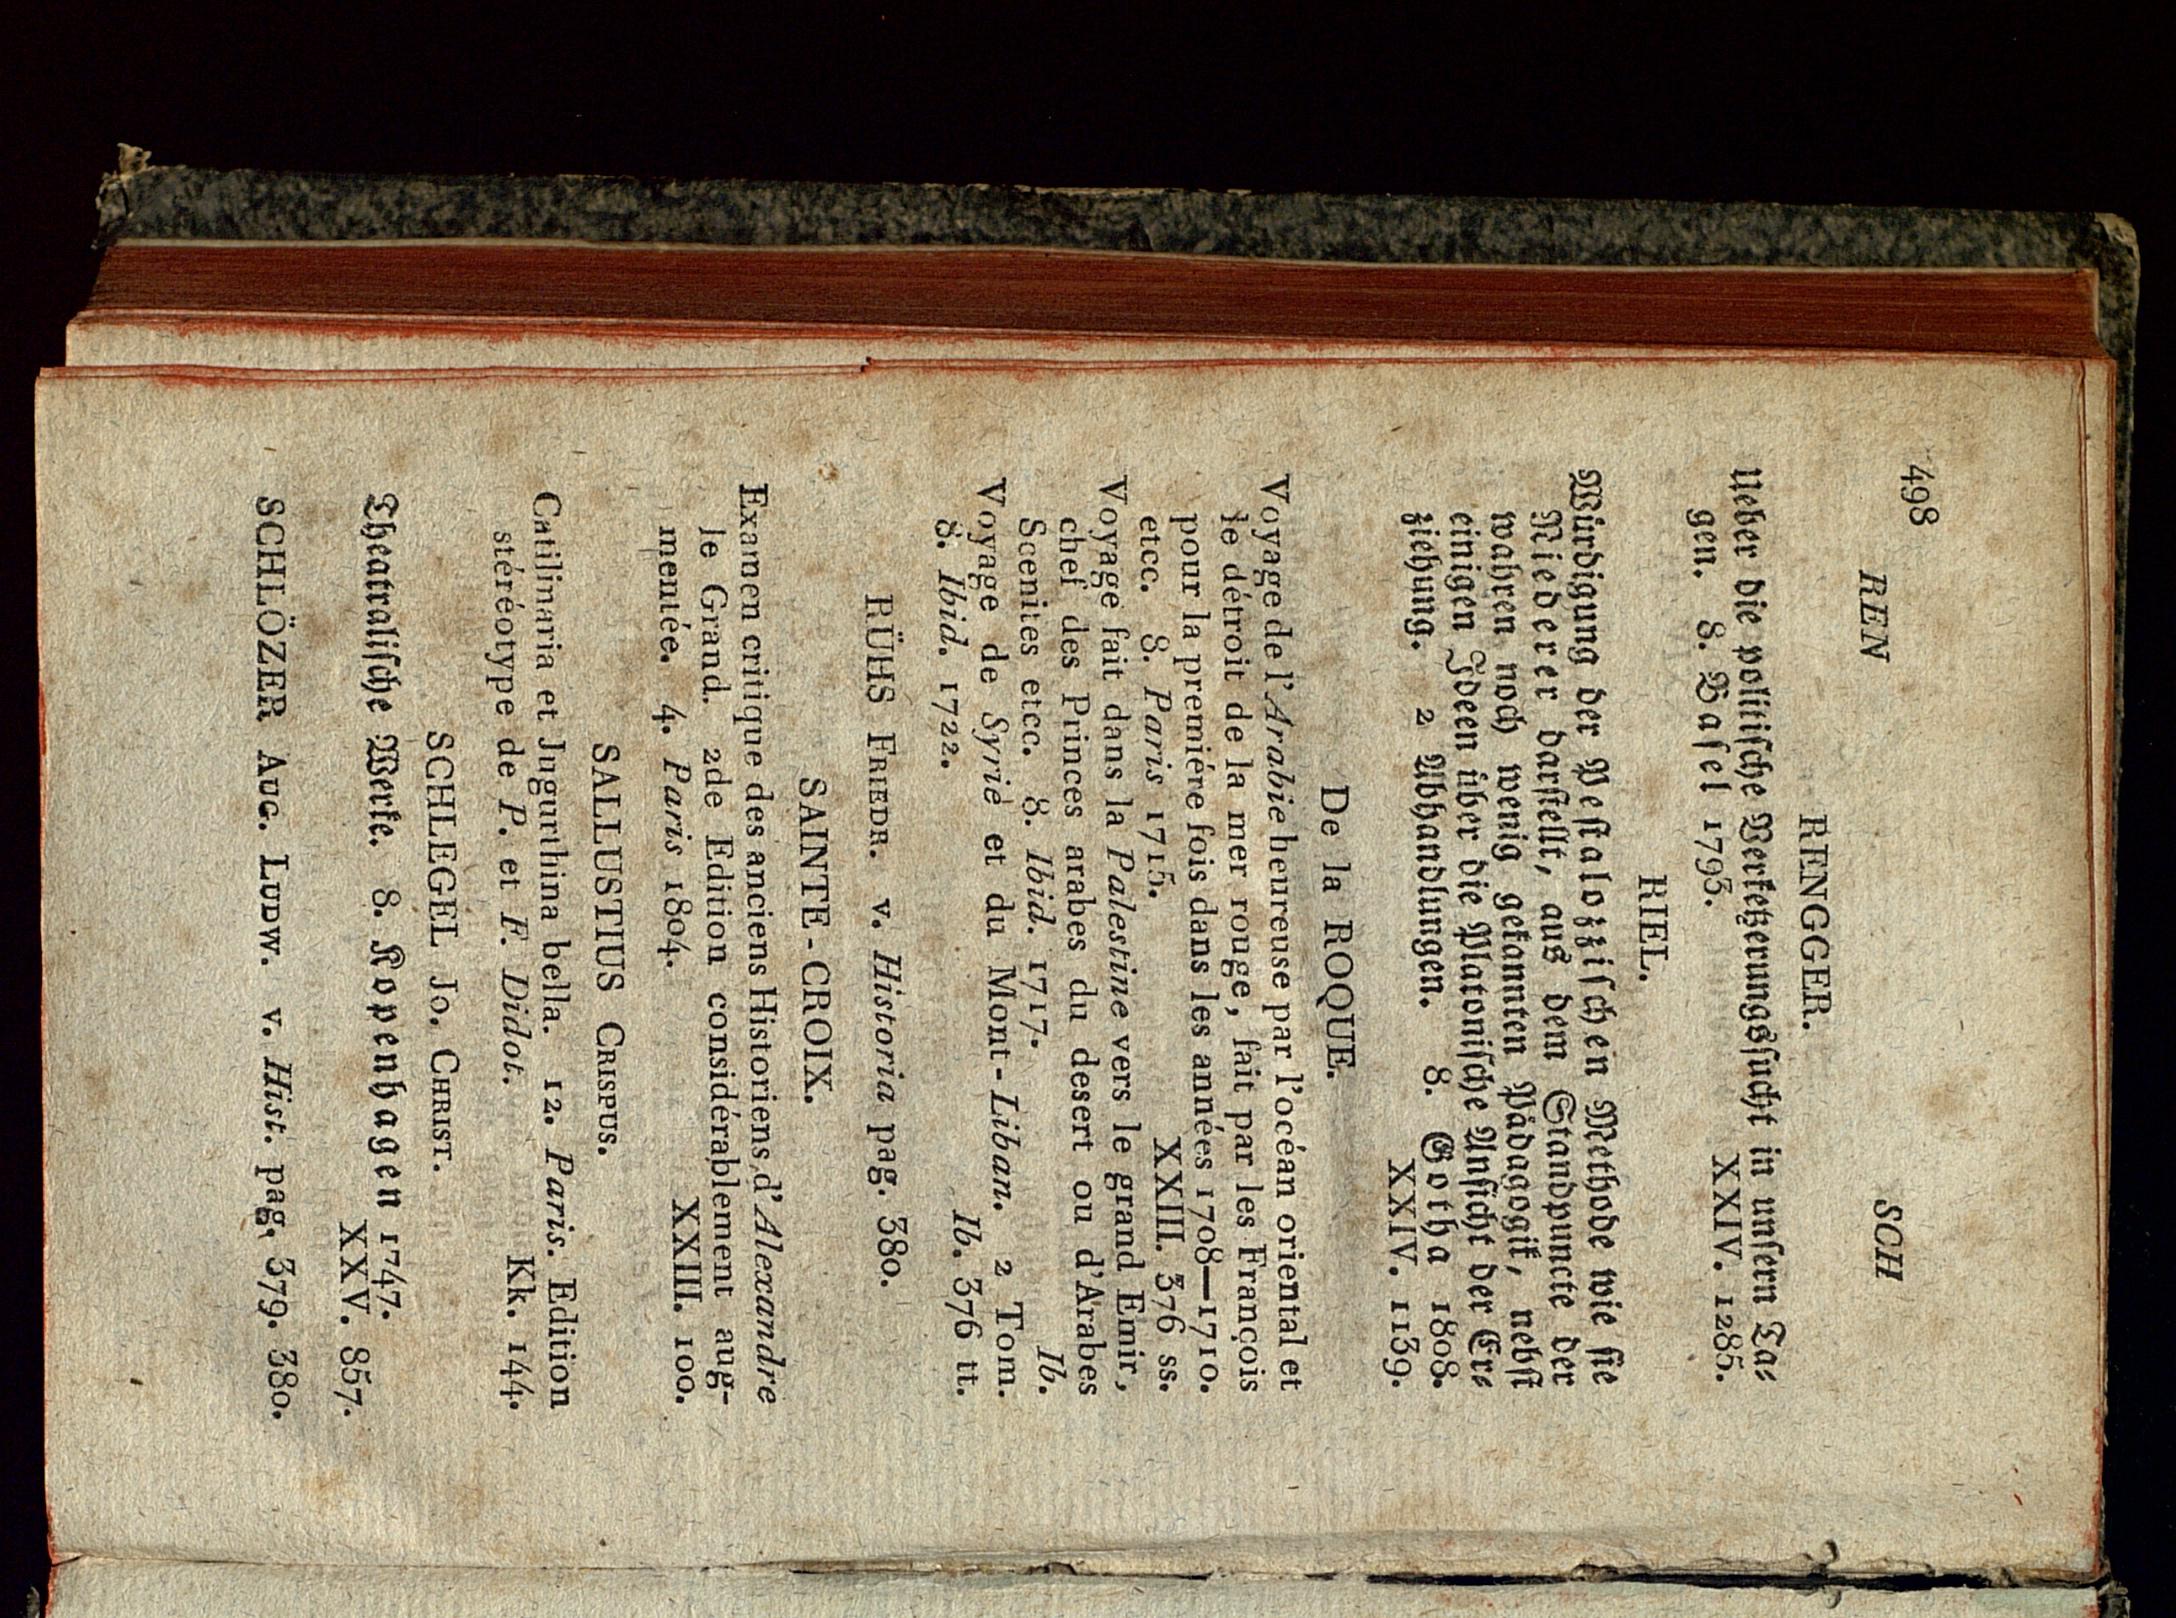 498
REN SCH
RENGGER.
Ueber die politische Verketzerungssucht in unsern Ta-
gen. 8. Basel 1793. XXIV. 1285.
RIEL.
Würdigung der Pestalozzischen Methode wie sie
Niederer darstellt, aus dem Standpuncte der
wahren noch wenig gekannten Pådagogik, nebst
einigen Ideen über die Platonische Ansicht der Er-
ziehung. 2 Abhandlungen. 8. Gotha 1808.
XXIV. 1139.
De la ROQUE.
Voyage de l'Arabie heureuse par l'océan oriental et
le détroit de la mer rouge, fait par les François
pour la premiére fois dans les années 1708—1710.
etcc. 8. Paris 1715. XXIII. 376 ss.
Voyage fait dans la Palestine vers le grand Emir,
chef des Princes arabes du desert ou d'Arabes
Scenites etcc. 8. Ibid. 1717. Ib.
Voyage de Syrie et du Mont-Liban. 2 Tom.
8. Ibid. 1722. Ib. 376 tt.
RÜHS FRIEDR. v. Historia pag. 380.
SAINTE-CROIX.
Examen critique des anciens Historiens d'Alexandre
le Grand. 2de Edition considérablement aug-
mentée. 4. Paris 1804. XXIII. 100.
SALLUSTIUS CRISPUS.
Catilinaria et Jugurthina bella. 12. Paris. Edition
stéréotype de P. et F. Didot. Kk. 144.
SCHLEGEL JO. CHRIST.
Theatralische Werke. 8. Kopenhagen 1747.
XXV. 857.
SCHLÖZER AUG. LUDW. v. Hist. pag. 379. 380.